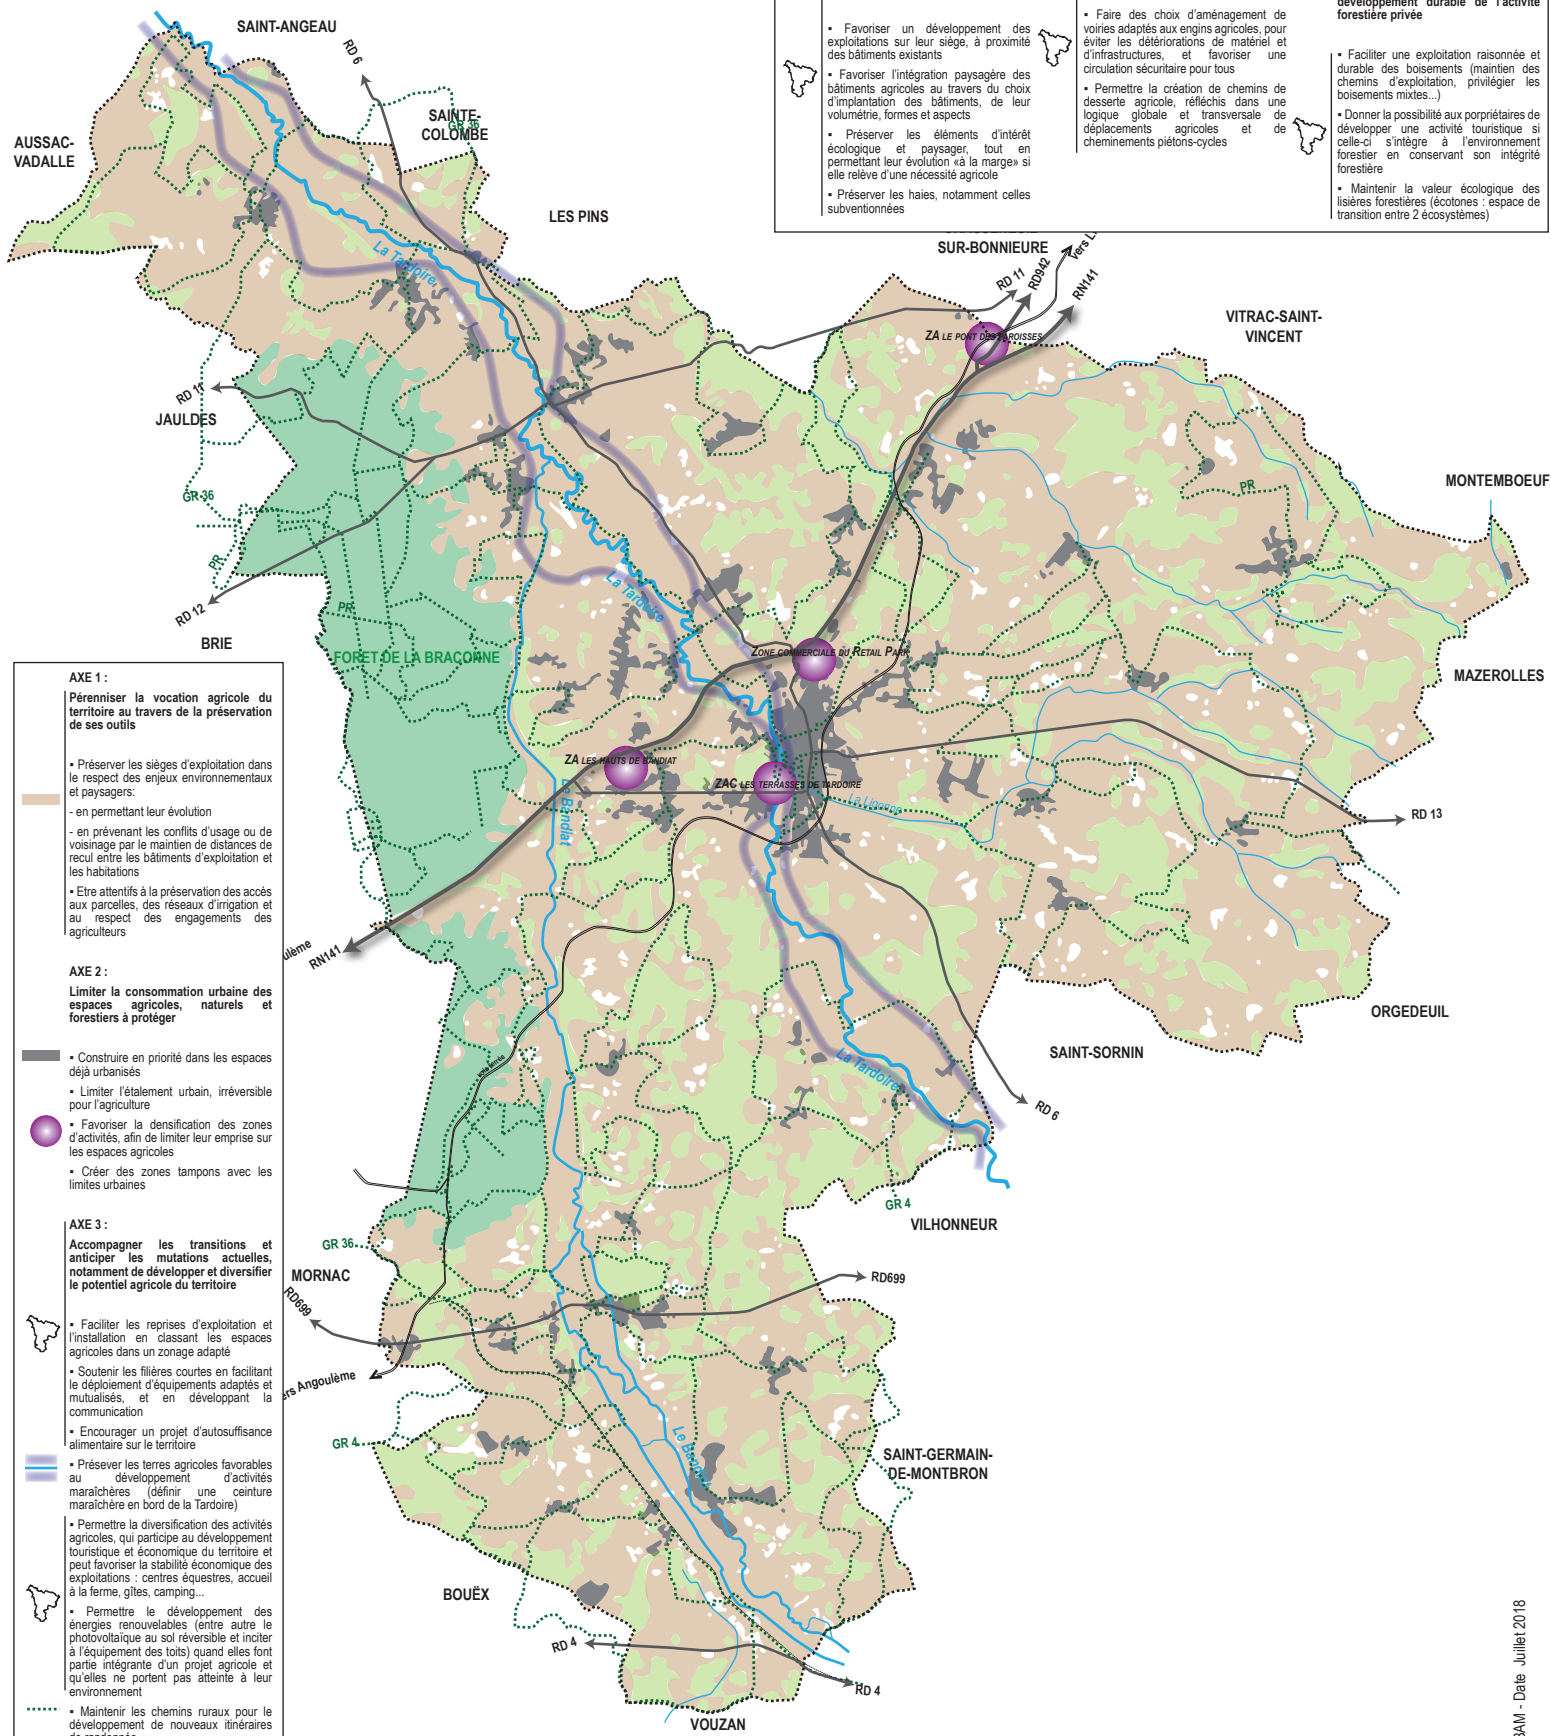 développement durable de l'activité
forestière privée
▪ Favoriser un développement des
exploitations sur leur siège, à proximité
des bâtiments existants
▪ Favoriser l'intégration paysagère des
bâtiments agricoles au travers du choix
d'implantation des bâtiments, de leur
volumétrie, formes et aspects
▪ Préserver les éléments d'intérêt
écologique et paysager, tout en
permettant leur évolution «à la marge» si
elle relève d'une nécessité agricole
▪ Préserver les haies, notamment celles
subventionnées
▪ Faire des choix d'aménagement de
voiries adaptés aux engins agricoles, pour
éviter les détériorations de matériel et
d'infrastructures, et favoriser une
circulation sécuritaire pour tous
▪ Permettre la création de chemins de
desserte agricole, réfléchis dans une
logique globale et transversale de
déplacements agricoles et de
cheminements piétons-cycles
▪ Faciliter une exploitation raisonnée et
durable des boisements (maintien des
chemins d'exploitation, privilégier les
boisements mixtes...)
▪ Donner la possibilité aux porpriétaires de
développer une activité touristique si
celle-ci s'intègre à l'environnement
forestier en conservant son intégrité
forestière
▪ Maintenir la valeur écologique des
lisières forestières (écotones : espace de
transition entre 2 écosystèmes)
SAINT-ANGEAU
RD 6
SAINTE-
COLOMBE
GR 36
AUSSAC-
VADALLE
LES PINS
La Tardoire
SUR-BONNIEURE
vers L
RD 11
RD942
RN141
ZA LE PONT DES PAROISSES
VITRAC-SAINT-
VINCENT
RD 11
JAULDES
GR 36
PR
MONTEMBOEUF
PR
RD 12
PR
La Tardoire
BRIE
FORET DE LA BRACONNE
ZONE COMMERCIALE DU RETAIL PARK
MAZEROLLES
ZA LES HAUTS DE BANDIAT
ZAC LES TERRASSES DE TARDOIRE
Le Bandiat
La Ligonne
RD 13
ulème
RN141
ORGEDEUIL
SAINT-SORNIN
voie ferrée
La Tardoire
RD 6
GR 4
VILHONNEUR
GR 36
MORNAC
RD699
RD699
ers Angoulème
GR 4
Le Bandiat
SAINT-GERMAIN-
DE-MONTBRON
BOUËX
RD 4
RD 4
VOUZAN
AXE 1 :
Pérenniser la vocation agricole du
territoire au travers de la préservation
de ses outils
▪ Préserver les sièges d'exploitation dans
le respect des enjeux environnementaux
et paysagers:
- en permettant leur évolution
- en prévenant les conflits d'usage ou de
voisinage par le maintien de distances de
recul entre les bâtiments d'exploitation et
les habitations
▪ Etre attentifs à la préservation des accès
aux parcelles, des réseaux d'irrigation et
au respect des engagements des
agriculteurs
AXE 2 :
Limiter la consommation urbaine des
espaces agricoles, naturels et
forestiers à protéger
▪ Construire en priorité dans les espaces
déjà urbanisés
▪ Limiter l'étalement urbain, irréversible
pour l'agriculture
▪ Favoriser la densification des zones
d'activités, afin de limiter leur emprise sur
les espaces agricoles
▪ Créer des zones tampons avec les
limites urbaines
AXE 3 :
Accompagner les transitions et
anticiper les mutations actuelles,
notamment de développer et diversifier
le potentiel agricole du territoire
▪ Faciliter les reprises d'exploitation et
l'installation en classant les espaces
agricoles dans un zonage adapté
▪ Soutenir les filières courtes en facilitant
le déploiement d'équipements adaptés et
mutualisés, et en développant la
communication
▪ Encourager un projet d'autosuffisance
alimentaire sur le territoire
▪ Présever les terres agricoles favorables
au développement d'activités
maraîchères (définir une ceinture
maraîchère en bord de la Tardoire)
▪ Permettre la diversification des activités
agricoles, qui participe au développement
touristique et économique du territoire et
peut favoriser la stabilité économique des
exploitations : centres équestres, accueil
à la ferme, gîtes, camping...
▪ Permettre le développement des
énergies renouvelables (entre autre le
photovoltaïque au sol réversible et inciter
à l'équipement des toits) quand elles font
partie intégrante d'un projet agricole et
qu'elles ne portent pas atteinte à leur
environnement
▪ Maintenir les chemins ruraux pour le
développement de nouveaux itinéraires
de randonnée
BAM - Date Juillet 2018